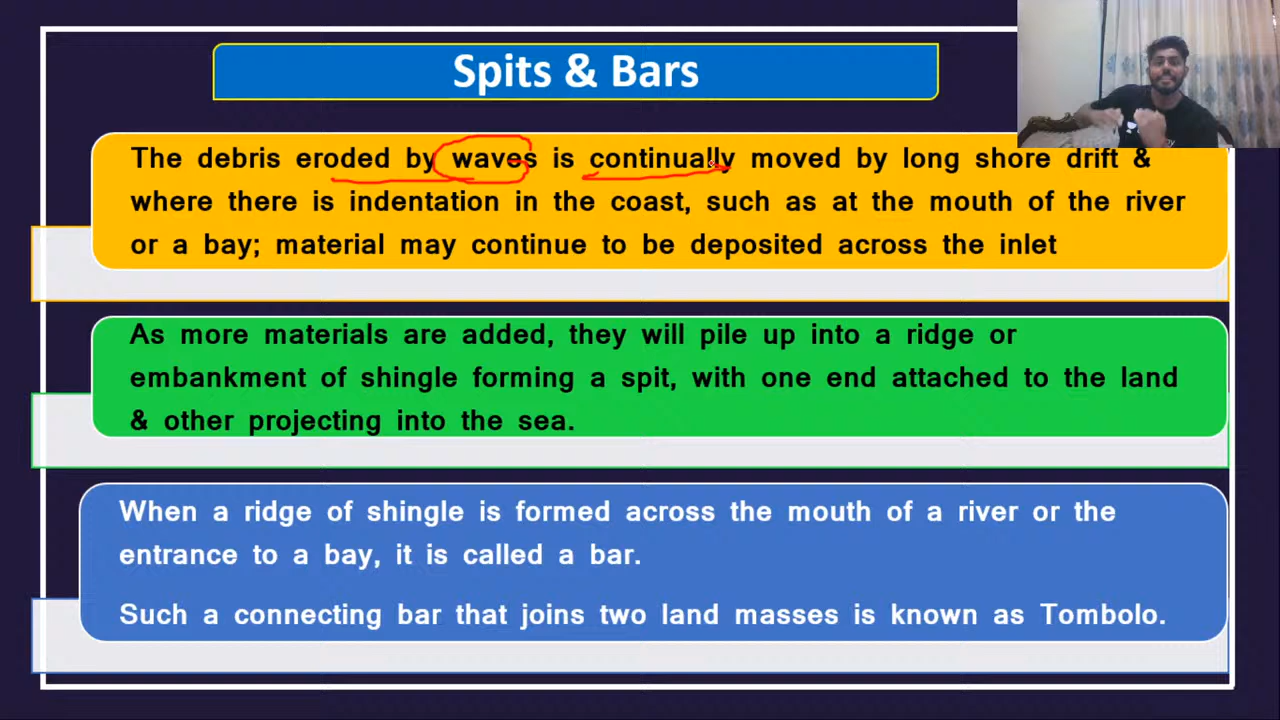 Spits & Bars
The debris eroded by waves is continually moved by long shore drift &
where there is indentation in the coast, such as at the mouth of the river
or a bay; material may continue to be deposited across the inlet
As more materials are added, they will pile up into a ridge or
embankment of shingle forming a spit, with one end attached to the land
& other projecting into the sea.
When a ridge of shingle is formed across the mouth of a river or the
entrance to a bay, it is called a bar.
Such a connecting bar that joins two land masses is known as Tombolo.